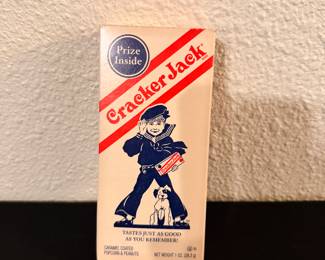 Prize
Inside
Cracker Jack
TASTES JUST AS GOOD
AS YOU REMEMBER!
CARAMEL COATED
POPCORN & PEANUTS
NET WEIGHT 1 OZ. (28.3 g)